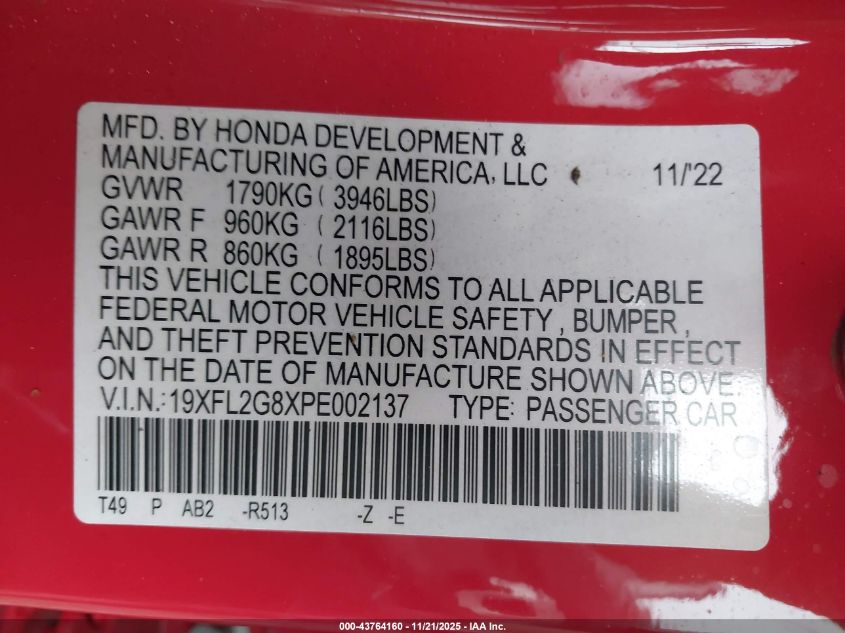 MFD. BY HONDA DEVELOPMENT &
MANUFACTURING OF AMERICA, LLC 11/'22
GVWR 1790KG ( 3946LBS)
GAWR F 960KG ( 2116LBS)
GAWR R 860KG ( 1895LBS)
THIS VEHICLE CONFORMS TO ALL APPLICABLE
FEDERAL MOTOR VEHICLE SAFETY , BUMPER ,
AND THEFT PREVENTION STANDARDS IN EFFECT
ON THE DATE OF MANUFACTURE SHOWN ABOVE.
V.I.N.:19XFL2G8XPE002137 TYPE: PASSENGER CAR
T49 P AB2 -R513 -Z -E
000-43764160 - 11/21/2025 - IAA Inc.